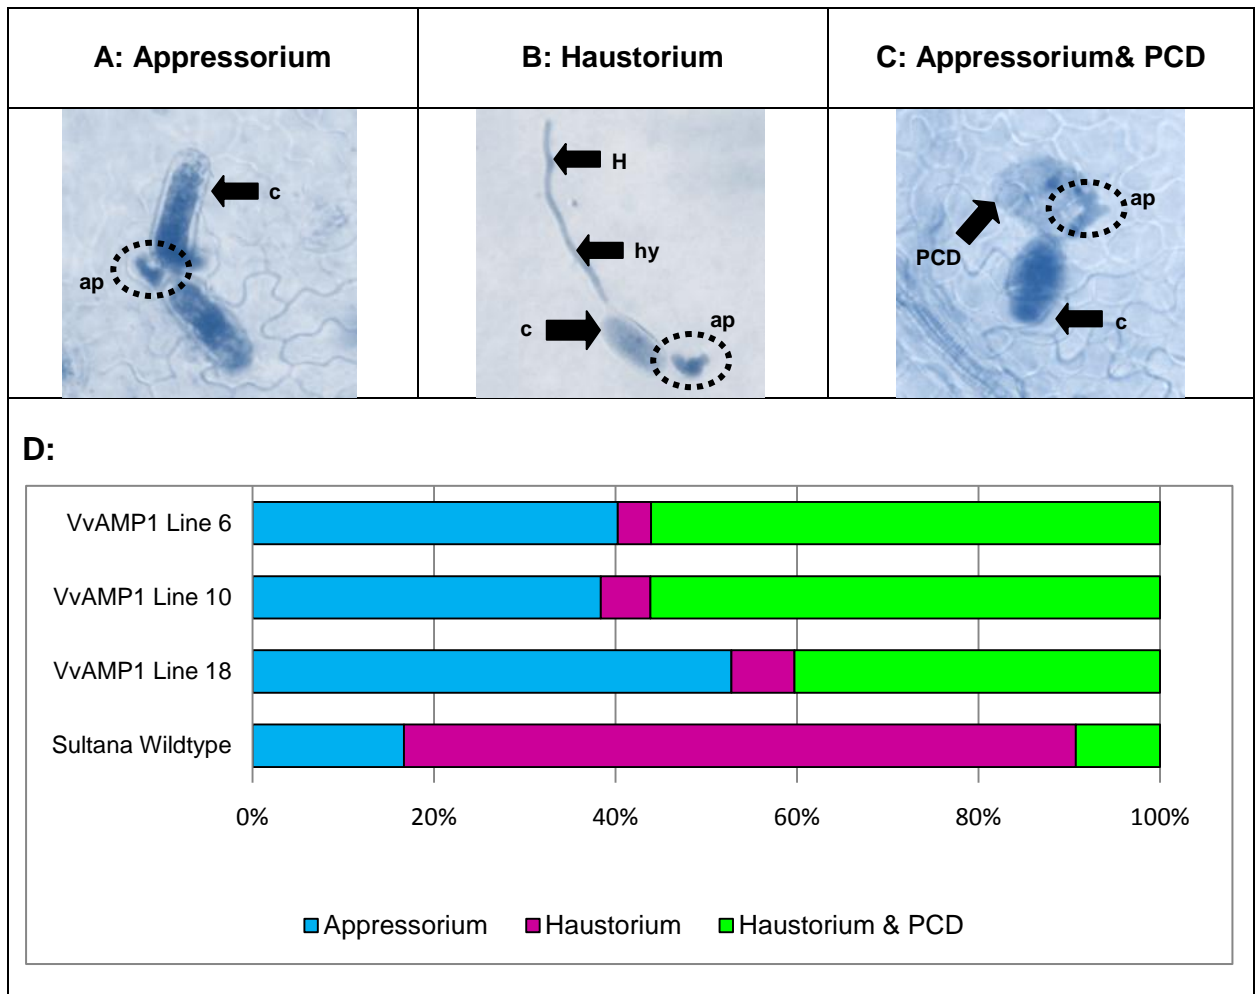 A: Appressorium
B: Haustorium
C: Appressorium& PCD
c
ap
H
hy
c
ap
ap
PCD
c
D:
VvAMP1 Line 6
VvAMP1 Line 10
VvAMP1 Line 18
Sultana Wildtype
0% 20% 40% 60% 80% 100%
Appressorium Haustorium Haustorium & PCD